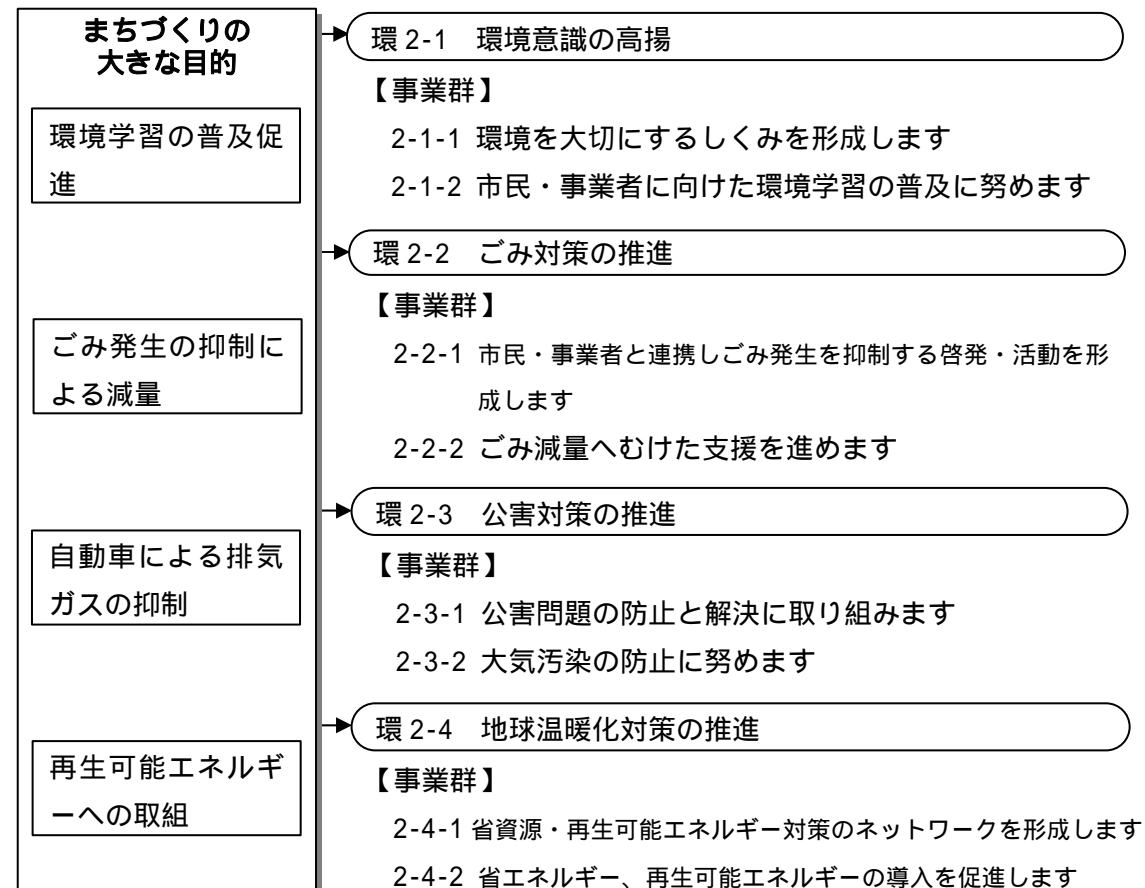 まちづくりの
大きな目的
環境学習の普及促
進
ごみ発生の抑制に
よる減量
自動車による排気
ガスの抑制
再生可能エネルギ
ーへの取組
環 2-1 環境意識の高揚
【事業群】
2-1-1 環境を大切にするしくみを形成します
2-1-2 市民・事業者に向けた環境学習の普及に努めます
環 2-2 ごみ対策の推進
【事業群】
2-2-1 市民・事業者と連携しごみ発生を抑制する啓発・活動を形
成します
2-2-2 ごみ減量へむけた支援を進めます
環 2-3 公害対策の推進
【事業群】
2-3-1 公害問題の防止と解決に取り組みます
2-3-2 大気汚染の防止に努めます
環 2-4 地球温暖化対策の推進
【事業群】
2-4-1 省資源・再生可能エネルギー対策のネットワークを形成します
2-4-2 省エネルギー、再生可能エネルギーの導入を促進します